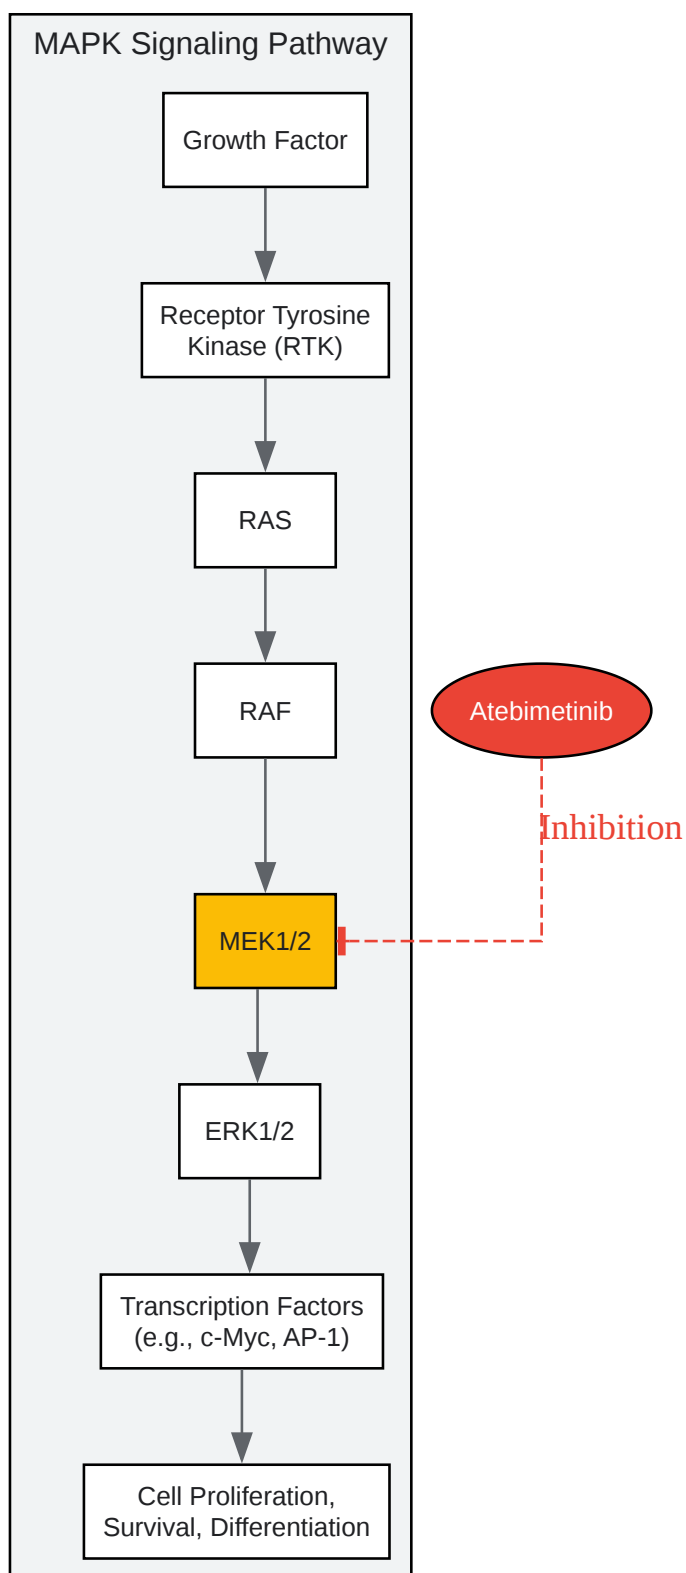 MAPK Signaling Pathway
Growth Factor
Receptor Tyrosine
Kinase (RTK)
RAS
RAF
Atebimetinib
Inhibition
MEK1/2
ERK1/2
Transcription Factors
(e.g., c-Myc, AP-1)
Cell Proliferation,
Survival, Differentiation